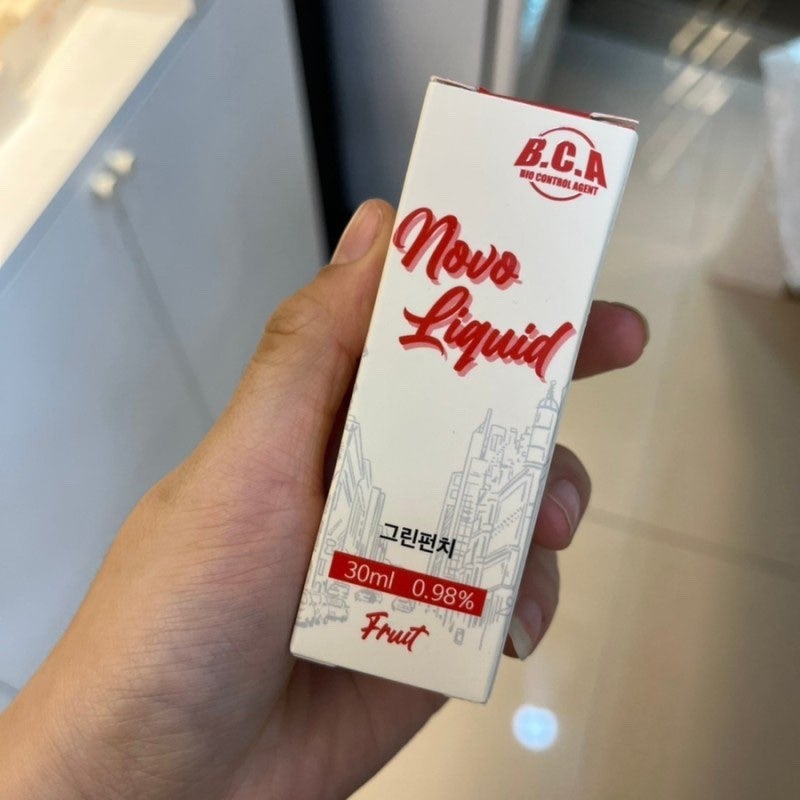 B.C.A
BIO CONTROL AGENT
Novo
Liquid
그린펀치
30ml 0.98%
Fruit